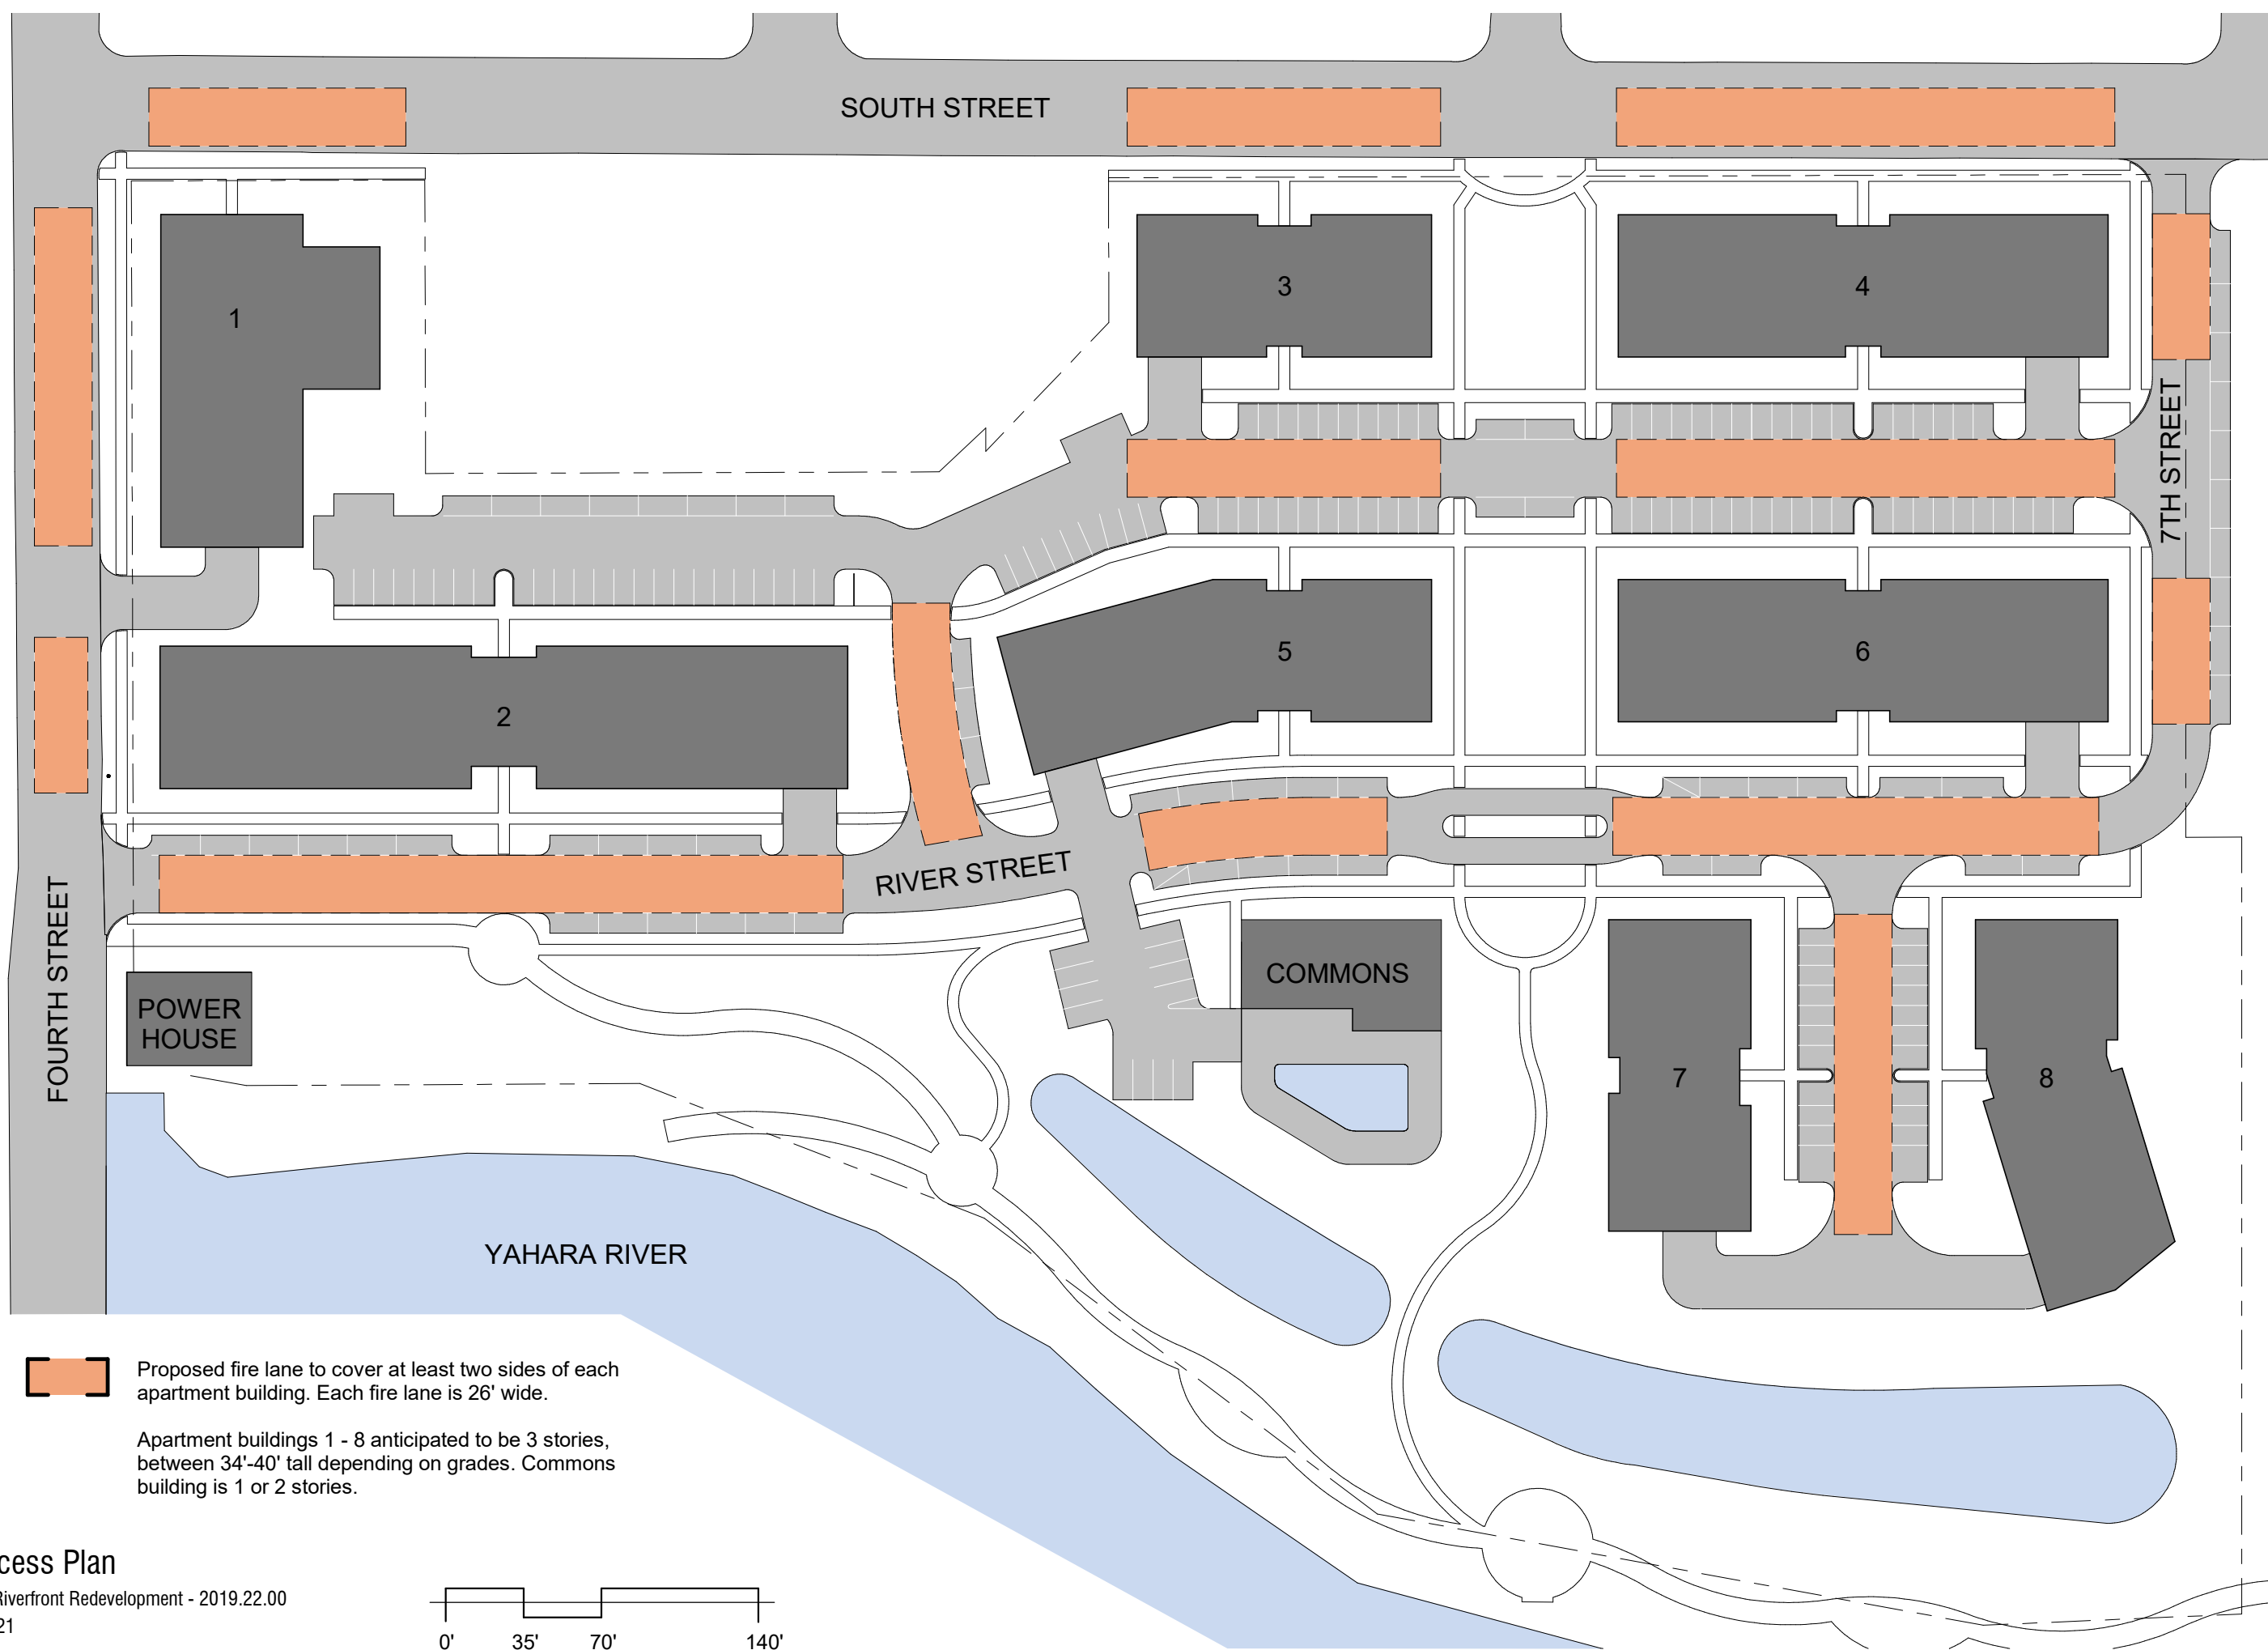 SOUTH STREET
1
3
4
7TH STREET
2
5
6
RIVER STREET
FOURTH STREET
POWER
HOUSE
COMMONS
7
8
YAHARA RIVER
Proposed fire lane to cover at least two sides of each
apartment building. Each fire lane is 26' wide.
Apartment buildings 1 - 8 anticipated to be 3 stories,
between 34'-40' tall depending on grades. Commons
building is 1 or 2 stories.
cess Plan
Riverfront Redevelopment - 2019.22.00
21
0' 35' 70' 140'